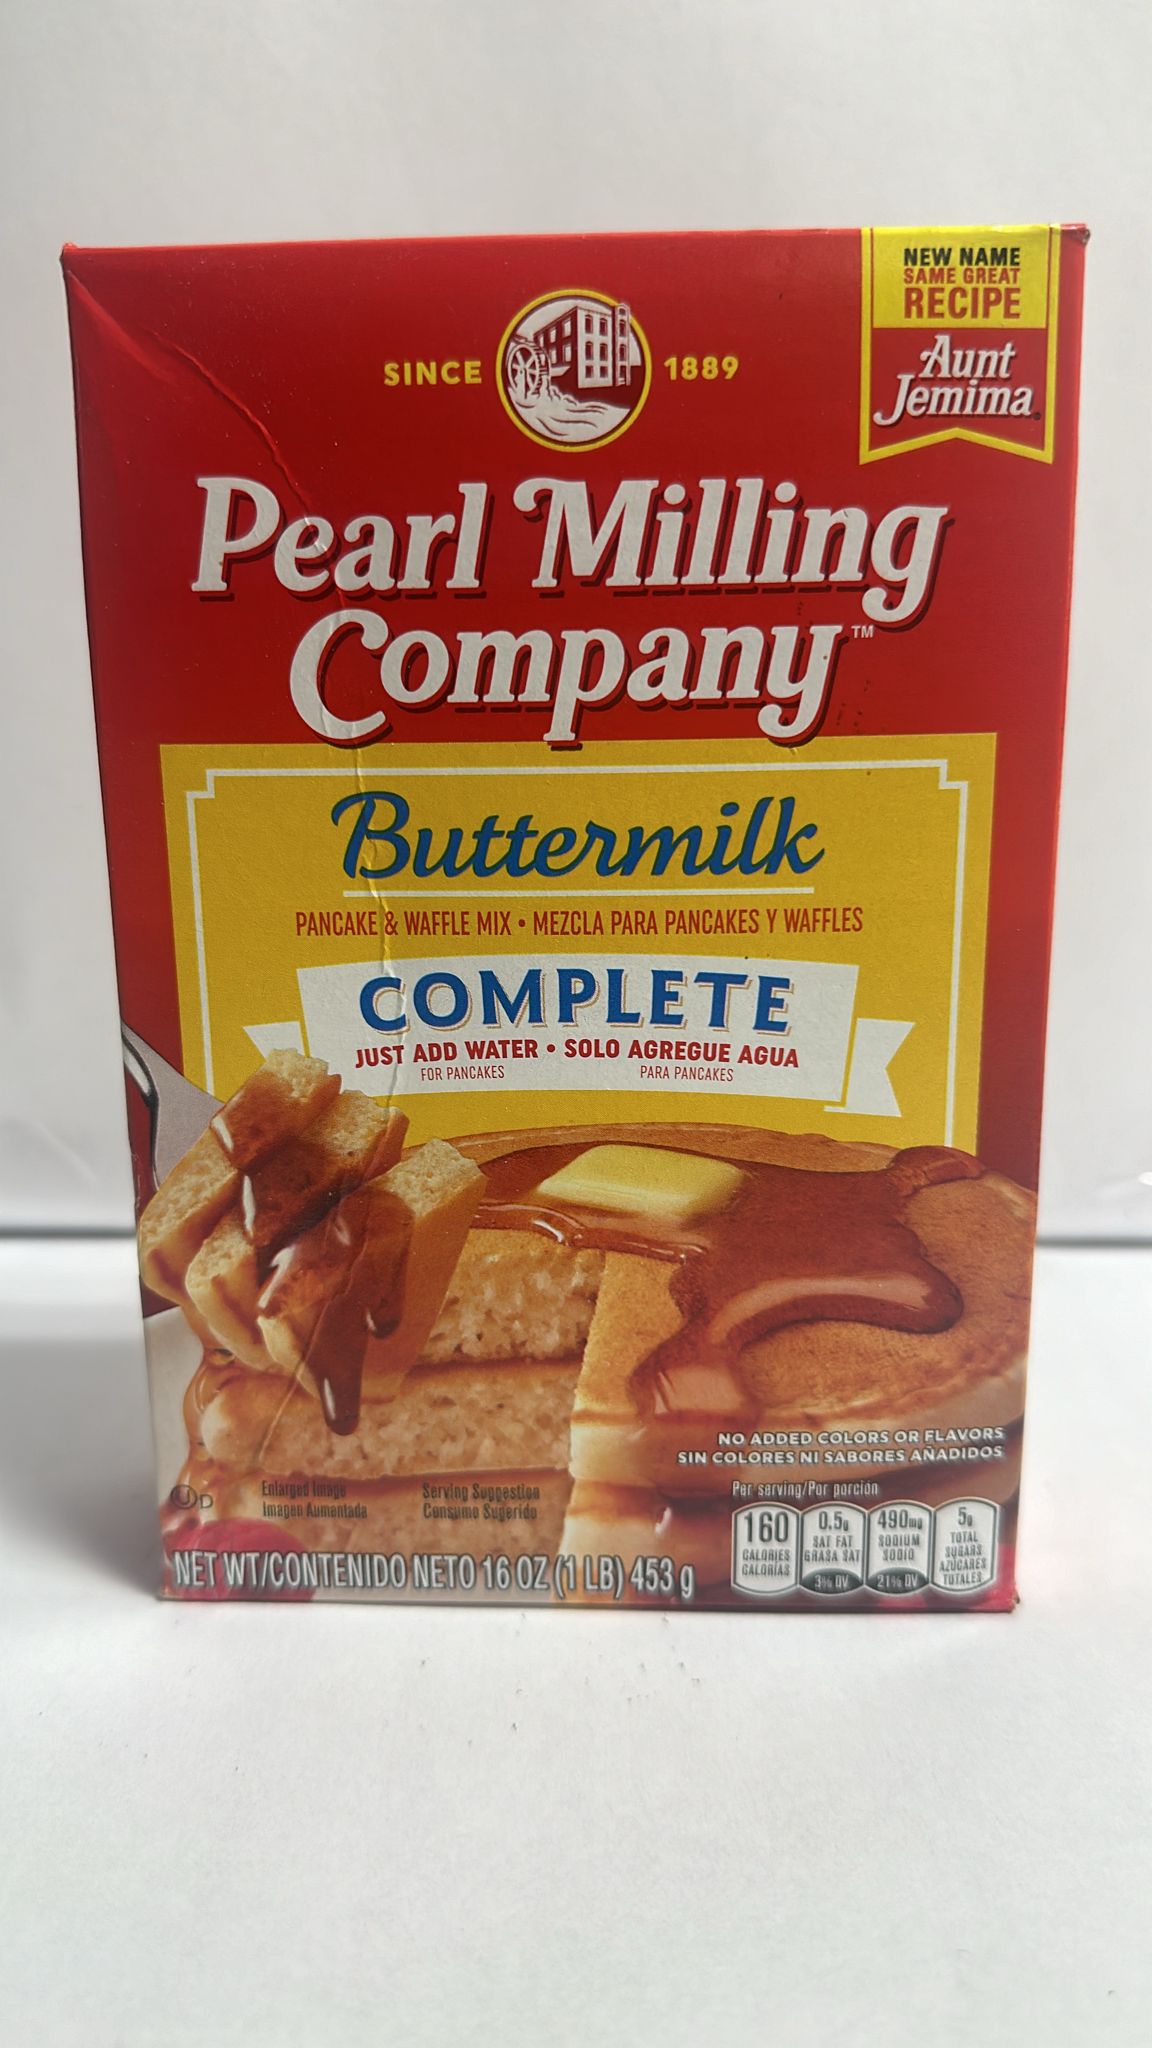 NEW NAME
SAME GREAT
RECIPE
Aunt
Jemima
SINCE 1889
Pearl Milling
Company™
Buttermilk
PANCAKE & WAFFLE MIX • MEZCLA PARA PANCAKES Y WAFFLES
COMPLETE
JUST ADD WATER • SOLO AGREGUE AGUA
FOR PANCAKES PARA PANCAKES
NO ADDED COLORS OR FLAVORS
SIN COLORES NI SABORES AÑADIDOS
Enlarged Image
Imagen Aumentada
Serving Suggestion
Consumo Sugerido
Per serving/Por porción
160
CALORIES
CALORÍAS
0.5g
SAT FAT
GRASA SAT
3% DV
490mg
SODIUM
SODIO
21% DV
5g
TOTAL
SUGARS
AZÚCARES
TOTALES
UD
NET WT/CONTENIDO NETO 16 OZ (1 LB) 453 g